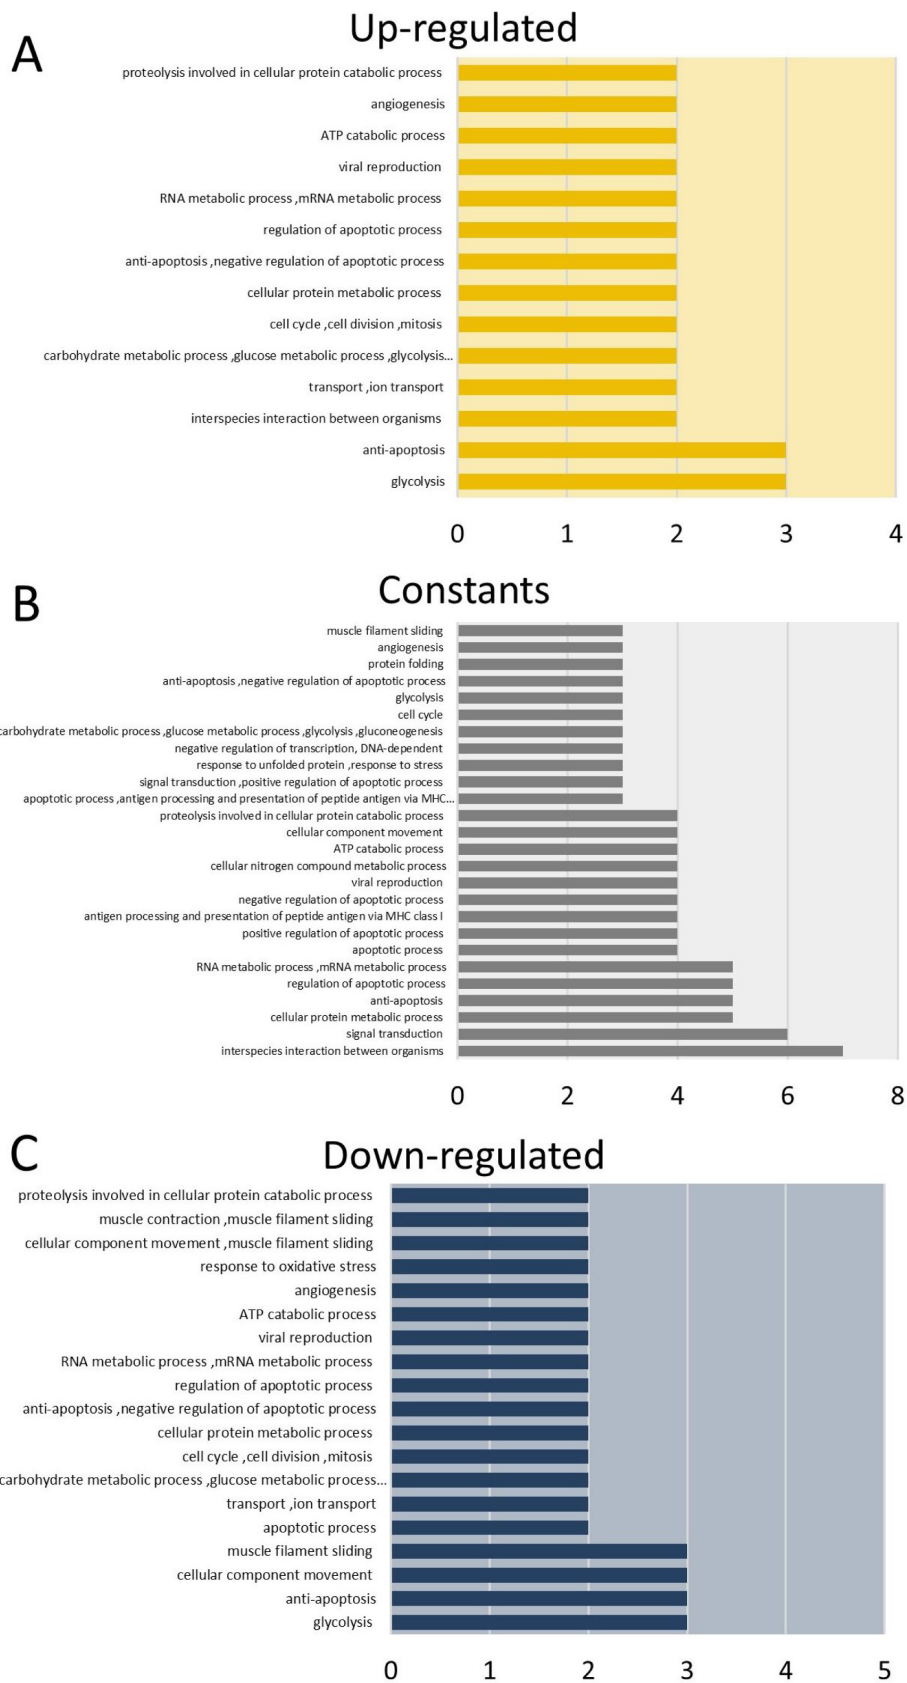 A
Up-regulated
proteolysis involved in cellular protein catabolic process
angiogenesis
ATP catabolic process
viral reproduction
RNA metabolic process ,mRNA metabolic process
regulation of apoptotic process
anti-apoptosis ,negative regulation of apoptotic process
cellular protein metabolic process
cell cycle ,cell division ,mitosis
carbohydrate metabolic process ,glucose metabolic process ,glycolysis...
transport ,ion transport
interspecies interaction between organisms
anti-apoptosis
glycolysis
0 1 2 3 4
B
Constants
muscle filament sliding
angiogenesis
protein folding
anti-apoptosis ,negative regulation of apoptotic process
glycolysis
cell cycle
carbohydrate metabolic process ,glucose metabolic process ,glycolysis ,gluconeogenesis
negative regulation of transcription, DNA-dependent
response to unfolded protein ,response to stress
signal transduction ,positive regulation of apoptotic process
apoptotic process ,antigen processing and presentation of peptide antigen via MHC...
proteolysis involved in cellular protein catabolic process
cellular component movement
ATP catabolic process
cellular nitrogen compound metabolic process
viral reproduction
negative regulation of apoptotic process
antigen processing and presentation of peptide antigen via MHC class I
positive regulation of apoptotic process
apoptotic process
RNA metabolic process ,mRNA metabolic process
regulation of apoptotic process
anti-apoptosis
cellular protein metabolic process
signal transduction
interspecies interaction between organisms
0 2 4 6 8
C
Down-regulated
proteolysis involved in cellular protein catabolic process
muscle contraction ,muscle filament sliding
cellular component movement ,muscle filament sliding
response to oxidative stress
angiogenesis
ATP catabolic process
viral reproduction
RNA metabolic process ,mRNA metabolic process
regulation of apoptotic process
anti-apoptosis ,negative regulation of apoptotic process
cellular protein metabolic process
cell cycle ,cell division ,mitosis
carbohydrate metabolic process ,glucose metabolic process...
transport ,ion transport
apoptotic process
muscle filament sliding
cellular component movement
anti-apoptosis
glycolysis
0 1 2 3 4 5